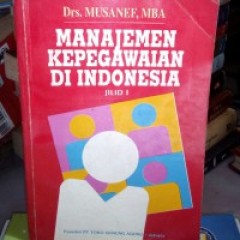 Drs. MUSANEF, MBA
MANAJEMEN
KEPEGAWAIAN
DI INDONESIA
JILID 1